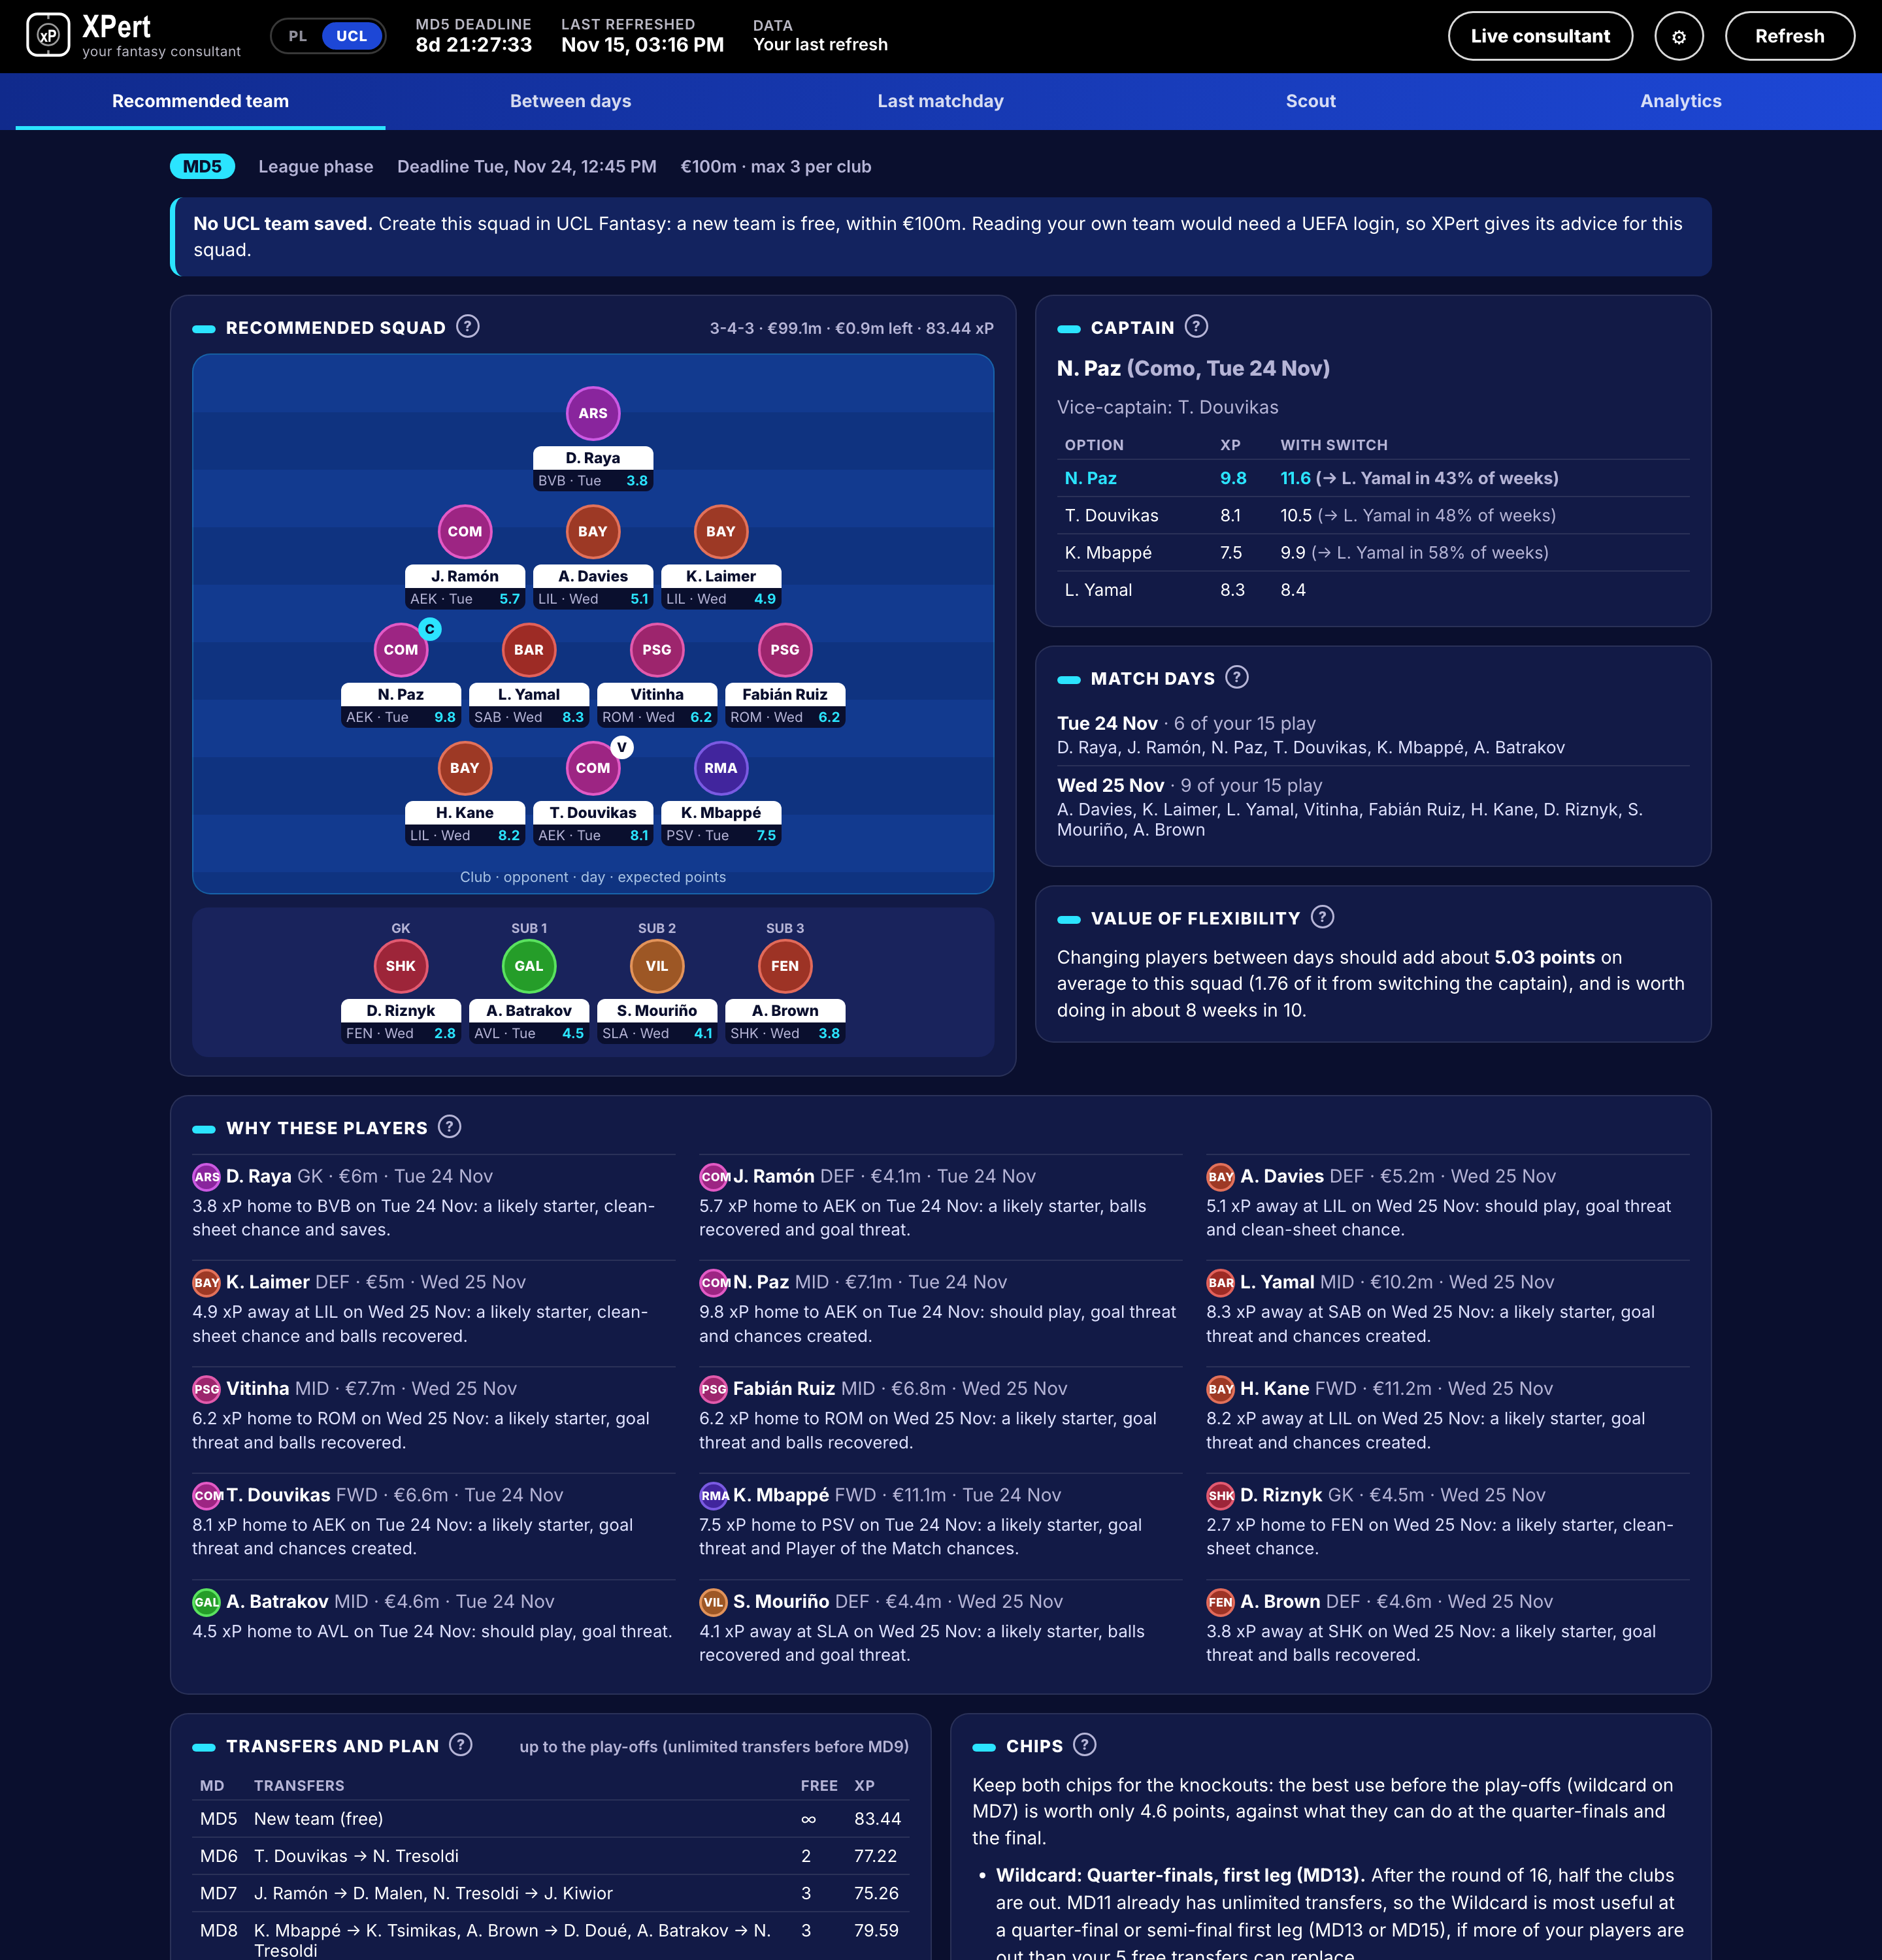 xP
XPert
your fantasy consultant
PL UCL
MD5 DEADLINE
8d 21:27:33
LAST REFRESHED
Nov 15, 03:16 PM
DATA
Your last refresh
Live consultant
⚙
Refresh
Recommended team Between days Last matchday Scout Analytics
MD5 League phase Deadline Tue, Nov 24, 12:45 PM €100m · max 3 per club
No UCL team saved. Create this squad in UCL Fantasy: a new team is free, within €100m. Reading your own team would need a UEFA login, so XPert gives its advice for this
squad.
RECOMMENDED SQUAD ? 3-4-3 · €99.1m · €0.9m left · 83.44 xP
ARS
D. Raya
BVB · Tue 3.8
COM BAY BAY
J. Ramón A. Davies K. Laimer
AEK · Tue 5.7 LIL · Wed 5.1 LIL · Wed 4.9
COM C BAR PSG PSG
N. Paz L. Yamal Vitinha Fabián Ruiz
AEK · Tue 9.8 SAB · Wed 8.3 ROM · Wed 6.2 ROM · Wed 6.2
BAY COM V RMA
H. Kane T. Douvikas K. Mbappé
LIL · Wed 8.2 AEK · Tue 8.1 PSV · Tue 7.5
Club · opponent · day · expected points
GK SUB 1 SUB 2 SUB 3
SHK GAL VIL FEN
D. Riznyk A. Batrakov S. Mouriño A. Brown
FEN · Wed 2.8 AVL · Tue 4.5 SLA · Wed 4.1 SHK · Wed 3.8
CAPTAIN ?
N. Paz (Como, Tue 24 Nov)
Vice-captain: T. Douvikas
OPTION XP WITH SWITCH
N. Paz 9.8 11.6 (→ L. Yamal in 43% of weeks)
T. Douvikas 8.1 10.5 (→ L. Yamal in 48% of weeks)
K. Mbappé 7.5 9.9 (→ L. Yamal in 58% of weeks)
L. Yamal 8.3 8.4
MATCH DAYS ?
Tue 24 Nov · 6 of your 15 play
D. Raya, J. Ramón, N. Paz, T. Douvikas, K. Mbappé, A. Batrakov
Wed 25 Nov · 9 of your 15 play
A. Davies, K. Laimer, L. Yamal, Vitinha, Fabián Ruiz, H. Kane, D. Riznyk, S.
Mouriño, A. Brown
VALUE OF FLEXIBILITY ?
Changing players between days should add about 5.03 points on
average to this squad (1.76 of it from switching the captain), and is worth
doing in about 8 weeks in 10.
WHY THESE PLAYERS ?
ARS D. Raya GK · €6m · Tue 24 Nov
3.8 xP home to BVB on Tue 24 Nov: a likely starter, clean-
sheet chance and saves.
COM J. Ramón DEF · €4.1m · Tue 24 Nov
5.7 xP home to AEK on Tue 24 Nov: a likely starter, balls
recovered and goal threat.
BAY A. Davies DEF · €5.2m · Wed 25 Nov
5.1 xP away at LIL on Wed 25 Nov: should play, goal threat
and clean-sheet chance.
BAY K. Laimer DEF · €5m · Wed 25 Nov
4.9 xP away at LIL on Wed 25 Nov: a likely starter, clean-
sheet chance and balls recovered.
COM N. Paz MID · €7.1m · Tue 24 Nov
9.8 xP home to AEK on Tue 24 Nov: should play, goal threat
and chances created.
BAR L. Yamal MID · €10.2m · Wed 25 Nov
8.3 xP away at SAB on Wed 25 Nov: a likely starter, goal
threat and chances created.
PSG Vitinha MID · €7.7m · Wed 25 Nov
6.2 xP home to ROM on Wed 25 Nov: a likely starter, goal
threat and balls recovered.
PSG Fabián Ruiz MID · €6.8m · Wed 25 Nov
6.2 xP home to ROM on Wed 25 Nov: a likely starter, goal
threat and balls recovered.
BAY H. Kane FWD · €11.2m · Wed 25 Nov
8.2 xP away at LIL on Wed 25 Nov: a likely starter, goal
threat and chances created.
COM T. Douvikas FWD · €6.6m · Tue 24 Nov
8.1 xP home to AEK on Tue 24 Nov: a likely starter, goal
threat and chances created.
RMA K. Mbappé FWD · €11.1m · Tue 24 Nov
7.5 xP home to PSV on Tue 24 Nov: a likely starter, goal
threat and Player of the Match chances.
SHK D. Riznyk GK · €4.5m · Wed 25 Nov
2.7 xP home to FEN on Wed 25 Nov: a likely starter, clean-
sheet chance.
GAL A. Batrakov MID · €4.6m · Tue 24 Nov
4.5 xP home to AVL on Tue 24 Nov: should play, goal threat.
VIL S. Mouriño DEF · €4.4m · Wed 25 Nov
4.1 xP away at SLA on Wed 25 Nov: a likely starter, balls
recovered and goal threat.
FEN A. Brown DEF · €4.6m · Wed 25 Nov
3.8 xP away at SHK on Wed 25 Nov: a likely starter, goal
threat and balls recovered.
TRANSFERS AND PLAN ? up to the play-offs (unlimited transfers before MD9)
MD TRANSFERS FREE XP
MD5 New team (free) ∞ 83.44
MD6 T. Douvikas → N. Tresoldi 2 77.22
MD7 J. Ramón → D. Malen, N. Tresoldi → J. Kiwior 3 75.26
MD8 K. Mbappé → K. Tsimikas, A. Brown → D. Doué, A. Batrakov → N. 3 79.59
Tresoldi
CHIPS ?
Keep both chips for the knockouts: the best use before the play-offs (wildcard on
MD7) is worth only 4.6 points, against what they can do at the quarter-finals and
the final.
• Wildcard: Quarter-finals, first leg (MD13). After the round of 16, half the clubs
are out. MD11 already has unlimited transfers, so the Wildcard is most useful at
a quarter-final or semi-final first leg (MD13 or MD15), if more of your players are
out than your 5 free transfers can replace.